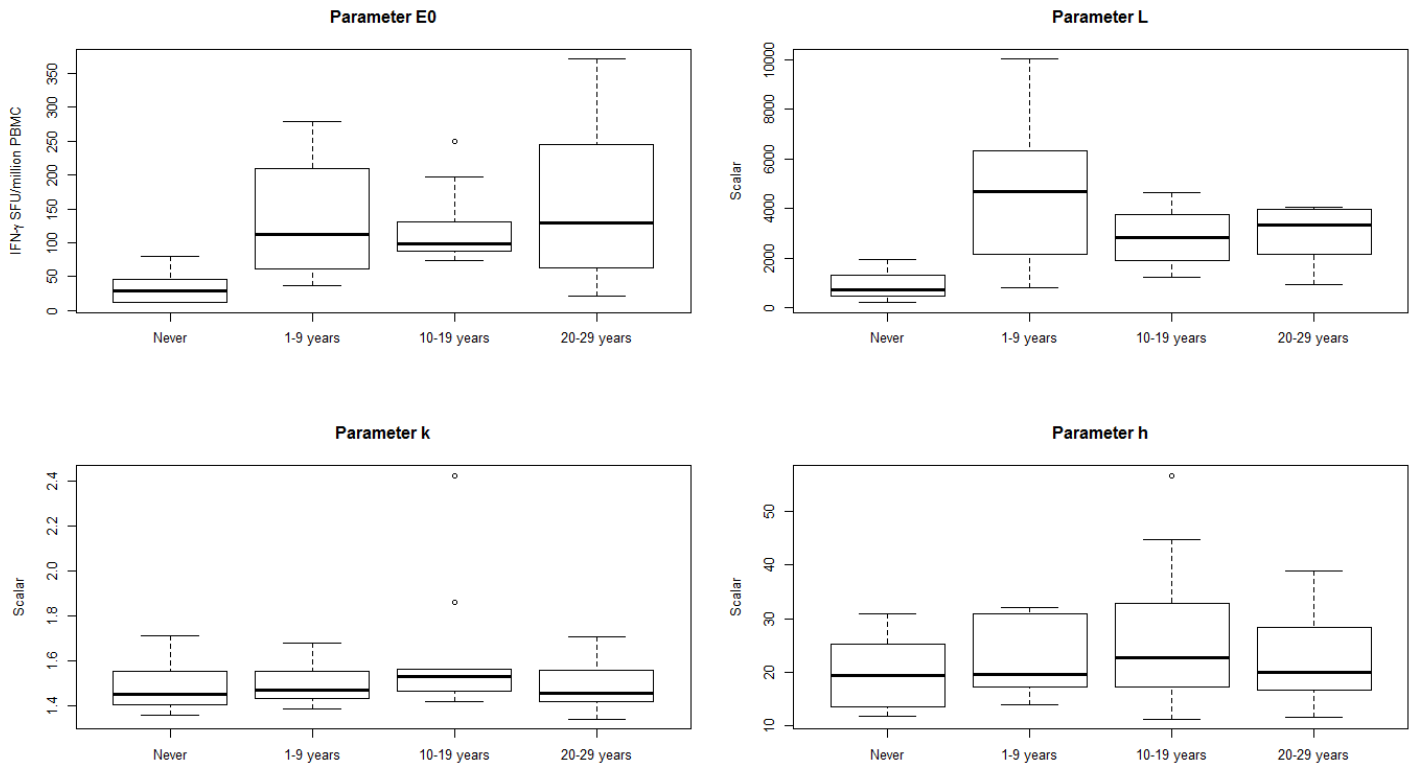 Parameter E0
IFN-γ SFU/million PBMC
350
300
250
200
150
100
50
0
Never 1-9 years 10-19 years 20-29 years
Parameter L
Scalar
10000
8000
6000
4000
2000
0
Never 1-9 years 10-19 years 20-29 years
Parameter k
Scalar
2.4
2.2
2.0
1.8
1.6
1.4
Never 1-9 years 10-19 years 20-29 years
Parameter h
Scalar
50
40
30
20
10
Never 1-9 years 10-19 years 20-29 years